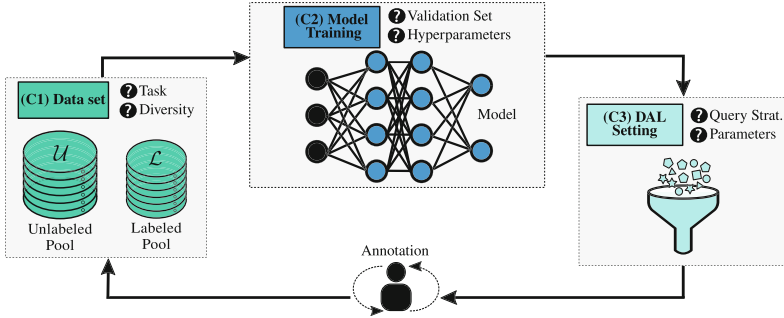 (C1) Data set
? Task
? Diversity
U
L
Unlabeled
Pool
Labeled
Pool
(C2) Model
Training
? Validation Set
? Hyperparameters
Model
(C3) DAL
Setting
? Query Strat.
? Parameters
Annotation